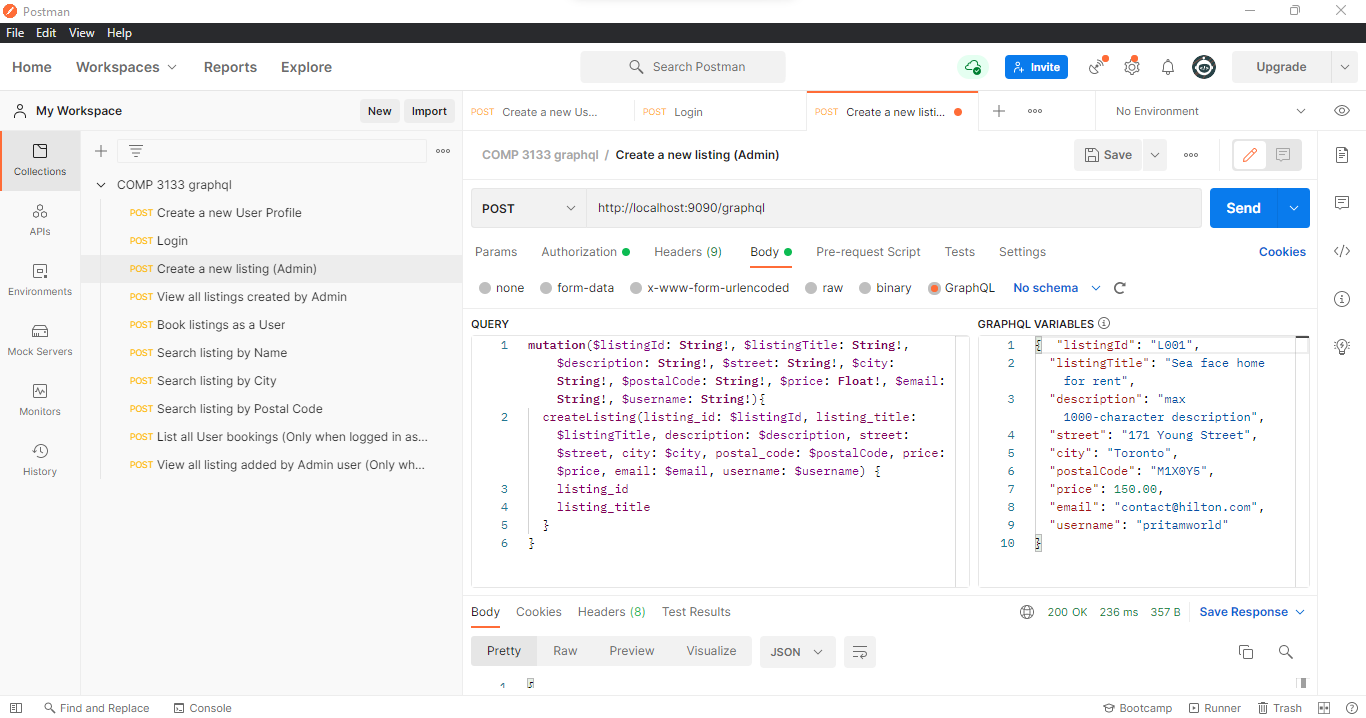 Postman
File Edit View Help
Home Workspaces Reports Explore
Search Postman
Invite
Upgrade
My Workspace
New Import
POST Create a new Us...
POST Login
POST Create a new listi...
No Environment
Collections
APIs
Environments
Mock Servers
Monitors
History
COMP 3133 graphql
POST Create a new User Profile
POST Login
POST Create a new listing (Admin)
POST View all listings created by Admin
POST Book listings as a User
POST Search listing by Name
POST Search listing by City
POST Search listing by Postal Code
POST List all User bookings (Only when logged in as...
POST View all listing added by Admin user (Only wh...
COMP 3133 graphql / Create a new listing (Admin)
Save
POST http://localhost:9090/graphql
Send
Params Authorization Headers (9) Body Pre-request Script Tests Settings
Cookies
none form-data x-www-form-urlencoded raw binary GraphQL No schema
QUERY
1 mutation($listingId: String!, $listingTitle: String!,
$description: String!, $street: String!, $city:
String!, $postalCode: String!, $price: Float!, $email:
String!, $username: String!){
2 createListing(listing_id: $listingId, listing_title:
$listingTitle, description: $description, street:
$street, city: $city, postal_code: $postalCode, price:
$price, email: $email, username: $username) {
3 listing_id
4 listing_title
5 }
6 }
GRAPHQL VARIABLES
1 { "listingId": "L001",
2 "listingTitle": "Sea face home
for rent",
3 "description": "max
1000-character description",
4 "street": "171 Young Street",
5 "city": "Toronto",
6 "postalCode": "M1X0Y5",
7 "price": 150.00,
8 "email": "contact@hilton.com",
9 "username": "pritamworld"
10 }
Body Cookies Headers (8) Test Results
200 OK 236 ms 357 B Save Response
Pretty Raw Preview Visualize JSON
1 {
Find and Replace Console
Bootcamp Runner Trash